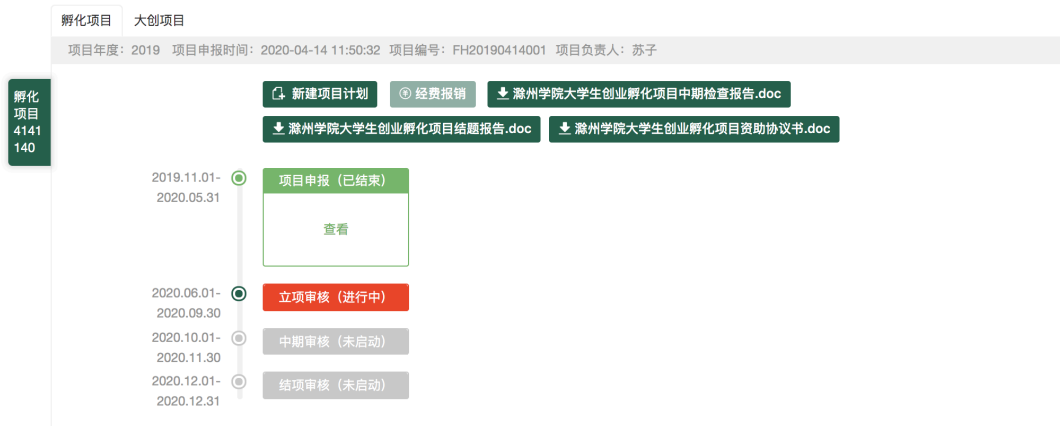 孵化项目 大创项目
项目年度：2019 项目申报时间：2020-04-14 11:50:32 项目编号：FH20190414001 项目负责人：苏子
孵化
项目
4141
140
新建项目计划 经费报销 滁州学院大学生创业孵化项目中期检查报告.doc
滁州学院大学生创业孵化项目结题报告.doc 滁州学院大学生创业孵化项目资助协议书.doc
2019.11.01-
2020.05.31
项目申报（已结束）
查看
2020.06.01-
2020.09.30
立项审核（进行中）
2020.10.01-
2020.11.30
中期审核（未启动）
2020.12.01-
2020.12.31
结项审核（未启动）